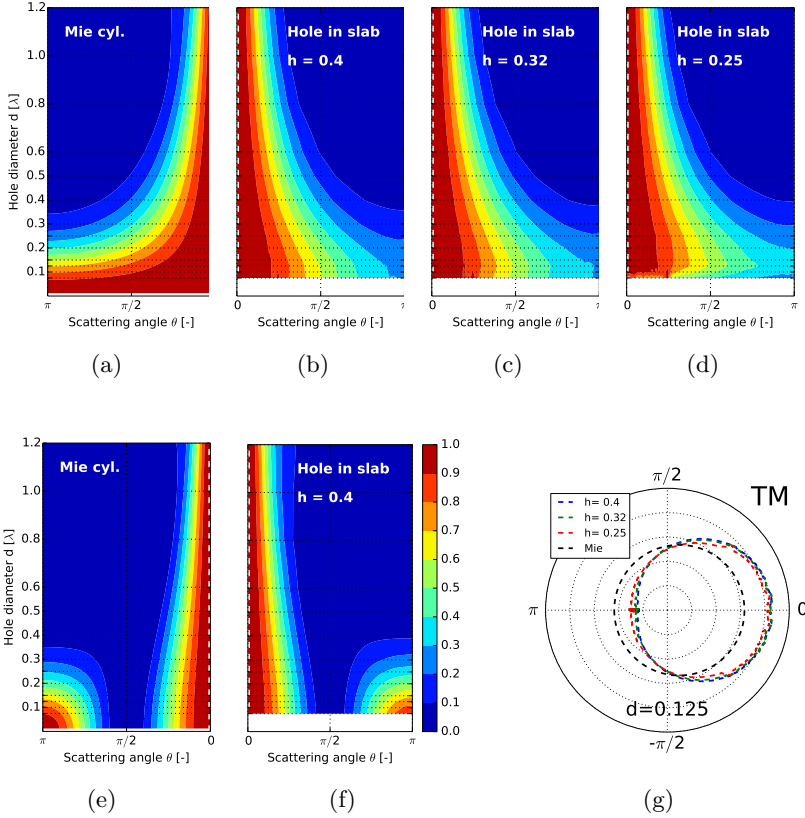 Mie cyl.
Hole in slab
h = 0.4
Hole in slab
h = 0.32
Hole in slab
h = 0.25
Hole diameter d [λ]
1.2
1.0
0.8
0.6
0.5
0.4
0.3
0.2
0.1
π
π/2
Scattering angle θ [-]
0
π/2
π
Scattering angle θ [-]
0
π/2
Scattering angle θ [-]
0
π/2
π
Scattering angle θ [-]
(a)
(b)
(c)
(d)
Mie cyl.
Hole diameter d [λ]
1.2
1.0
0.8
0.6
0.5
0.4
0.3
0.2
0.1
π
π/2
0
Scattering angle θ [-]
Hole in slab
h = 0.4
0
π/2
π
Scattering angle θ [-]
1.0
0.9
0.8
0.7
0.6
0.5
0.4
0.3
0.2
0.1
0.0
TM
h= 0.4
h= 0.32
h= 0.25
Mie
π/2
π
0
-π/2
d=0.125
(e)
(f)
(g)